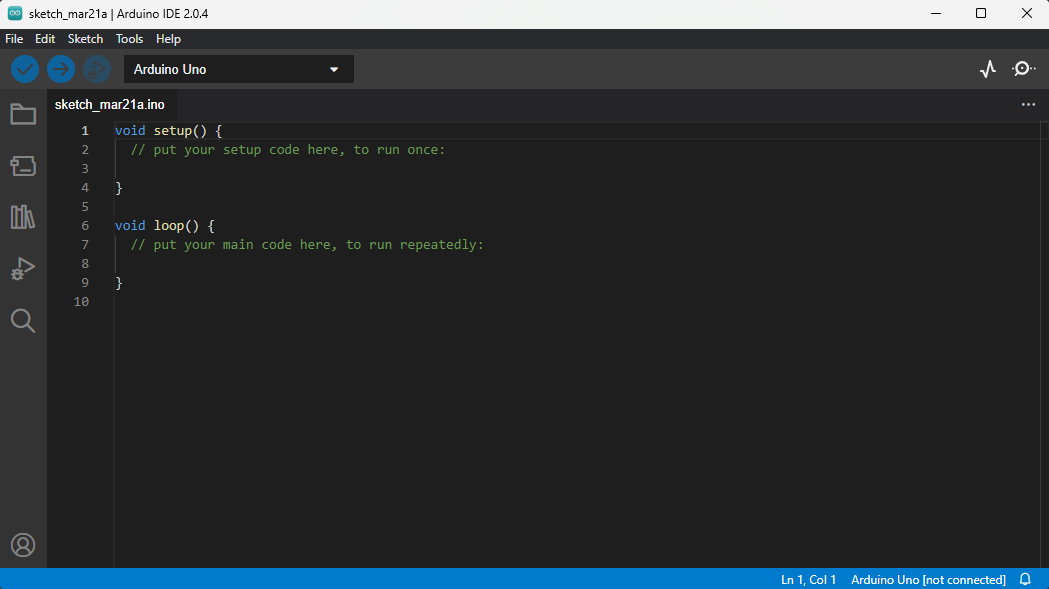 sketch_mar21a | Arduino IDE 2.0.4
File Edit Sketch Tools Help
Arduino Uno
sketch_mar21a.ino
1 void setup() {
2 // put your setup code here, to run once:
3
4 }
5
6 void loop() {
7 // put your main code here, to run repeatedly:
8
9 }
10
Ln 1, Col 1 Arduino Uno [not connected]